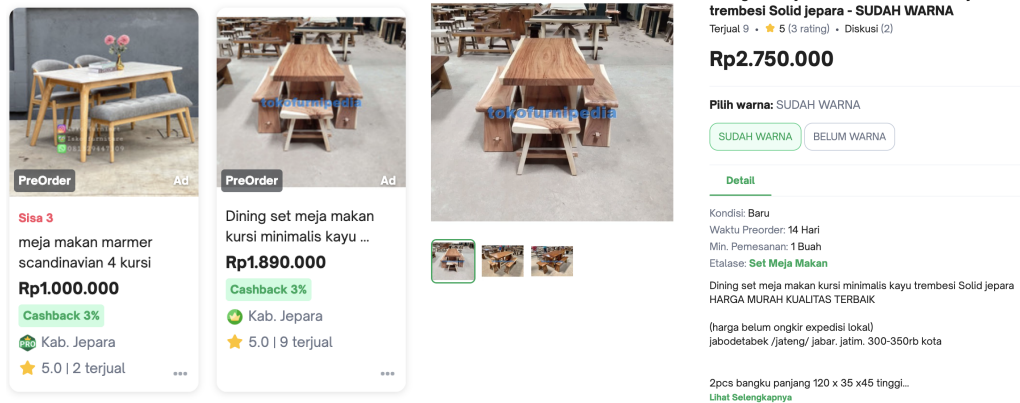 PreOrder
Ad
Sisa 3
meja makan marmer
scandinavian 4 kursi
Rp1.000.000
Cashback 3%
PRO Kab. Jepara
5.0 | 2 terjual
tokofurnipedia
PreOrder
Ad
Dining set meja makan
kursi minimalis kayu ...
Rp1.890.000
Cashback 3%
Kab. Jepara
5.0 | 9 terjual
tokofurnipedia
trembesi Solid jepara - SUDAH WARNA
Terjual 9 • 5 (3 rating) • Diskusi (2)
Rp2.750.000
Pilih warna: SUDAH WARNA
SUDAH WARNA BELUM WARNA
Detail
Kondisi: Baru
Waktu Preorder: 14 Hari
Min. Pemesanan: 1 Buah
Etalase: Set Meja Makan
Dining set meja makan kursi minimalis kayu trembesi Solid jepara
HARGA MURAH KUALITAS TERBAIK
(harga belum ongkir expedisi lokal)
jabodetabek /jateng/ jabar. jatim. 300-350rb kota
2pcs bangku panjang 120 x 35 x45 tinggi...
Lihat Selengkapnya